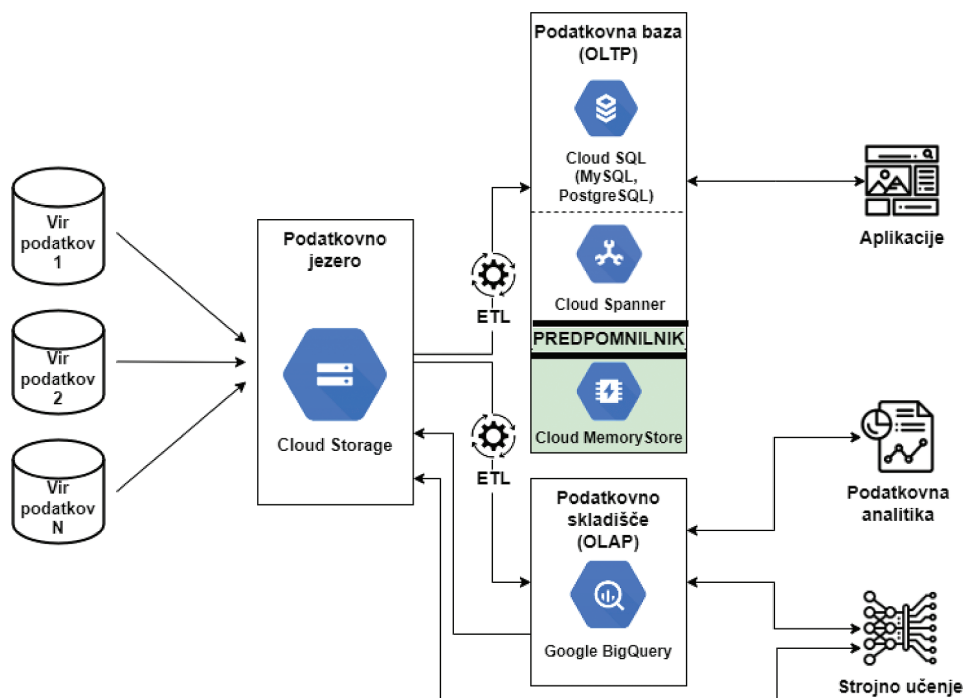 Vir
podatkov
1
Vir
podatkov
2
Vir
podatkov
N
Podatkovno
jezero
Cloud Storage
ETL
ETL
Podatkovna baza
(OLTP)
Cloud SQL
(MySQL,
PostgreSQL)
Cloud Spanner
PREDPOMNILNIK
Cloud MemoryStore
Podatkovno
skladišče
(OLAP)
Google BigQuery
Aplikacije
Podatkovna
analitika
Strojno učenje